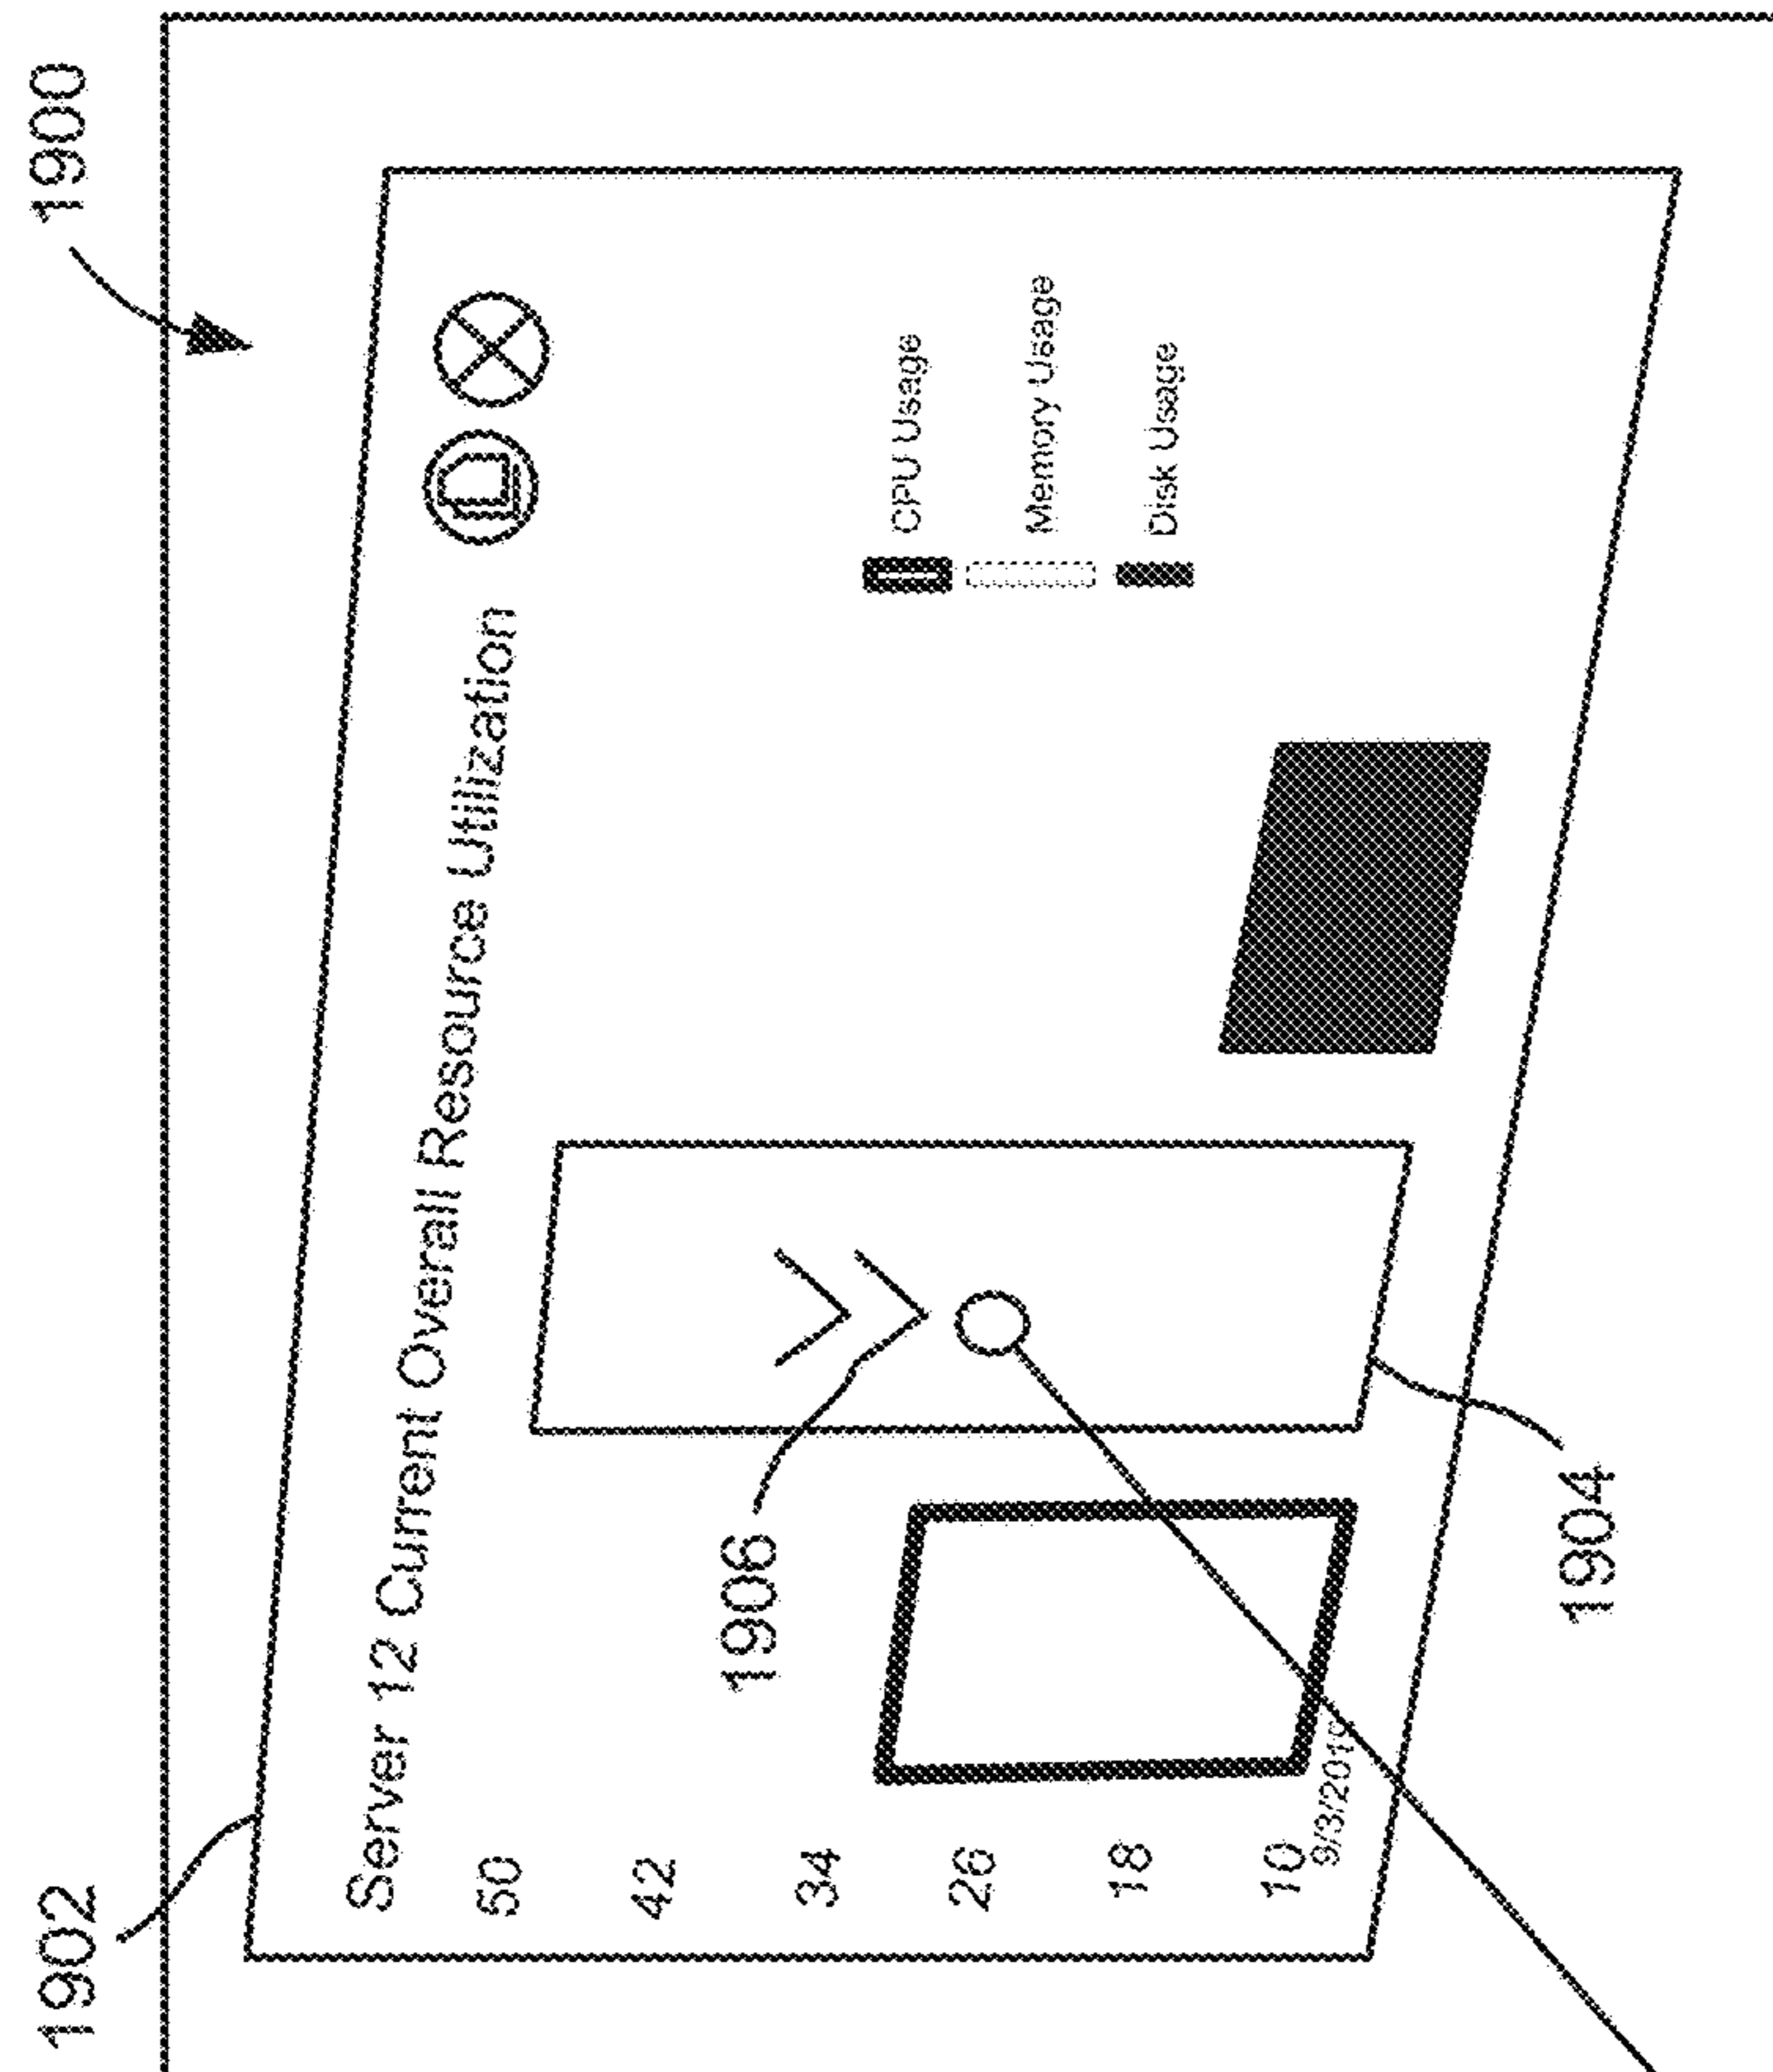 1900
1902
Server 12 Current Overall Resource Utilization
50
42
34
26
18
10
CPU Usage
Memory Usage
Disk Usage
1906
1904